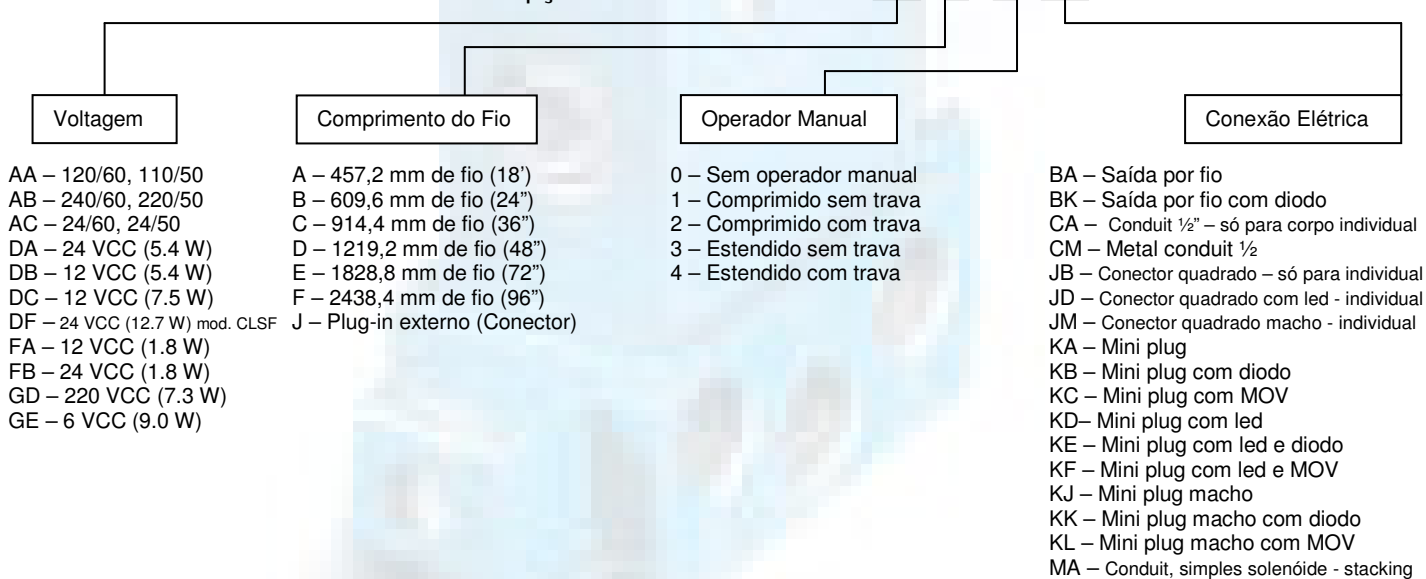 Voltagem
AA – 120/60, 110/50
AB – 240/60, 220/50
AC – 24/60, 24/50
DA – 24 VCC (5.4 W)
DB – 12 VCC (5.4 W)
DC – 12 VCC (7.5 W)
DF – 24 VCC (12.7 W) mod. CLSF
FA – 12 VCC (1.8 W)
FB – 24 VCC (1.8 W)
GD – 220 VCC (7.3 W)
GE – 6 VCC (9.0 W)
Comprimento do Fio
A – 457,2 mm de fio (18’)
B – 609,6 mm de fio (24”)
C – 914,4 mm de fio (36”)
D – 1219,2 mm de fio (48”)
E – 1828,8 mm de fio (72”)
F – 2438,4 mm de fio (96”)
J – Plug-in externo (Conector)
Operador Manual
0 – Sem operador manual
1 – Comprimido sem trava
2 – Comprimido com trava
3 – Estendido sem trava
4 – Estendido com trava
Conexão Elétrica
BA – Saída por fio
BK – Saída por fio com diodo
CA – Conduit ½” – só para corpo individual
CM – Metal conduit ½
JB – Conector quadrado – só para individual
JD – Conector quadrado com led - individual
JM – Conector quadrado macho - individual
KA – Mini plug
KB – Mini plug com diodo
KC – Mini plug com MOV
KD– Mini plug com led
KE – Mini plug com led e diodo
KF – Mini plug com led e MOV
KJ – Mini plug macho
KK – Mini plug macho com diodo
KL – Mini plug macho com MOV
MA – Conduit, simples solenóide - stacking